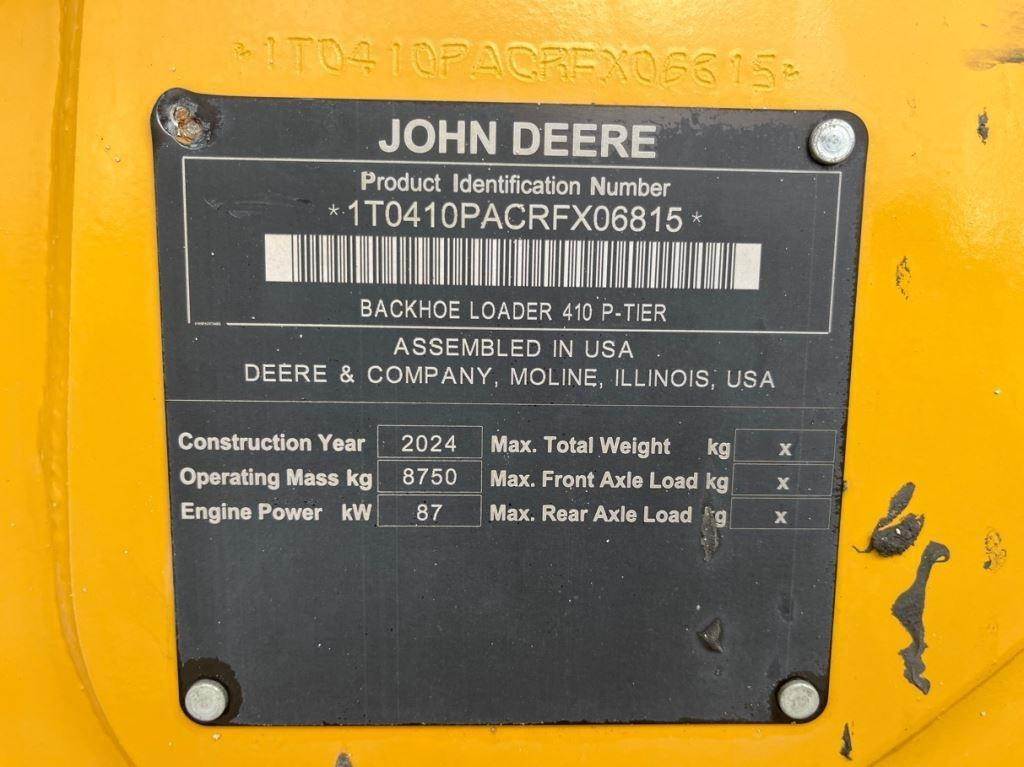 *1T0410PACRFX06815*
JOHN DEERE
Product Identification Number
*1T0410PACRFX06815*
BACKHOE LOADER 410 P-TIER
ASSEMBLED IN USA
DEERE & COMPANY, MOLINE, ILLINOIS, USA
Construction Year 2024 Max. Total Weight kg x
Operating Mass kg 8750 Max. Front Axle Load kg x
Engine Power kW 87 Max. Rear Axle Load kg x